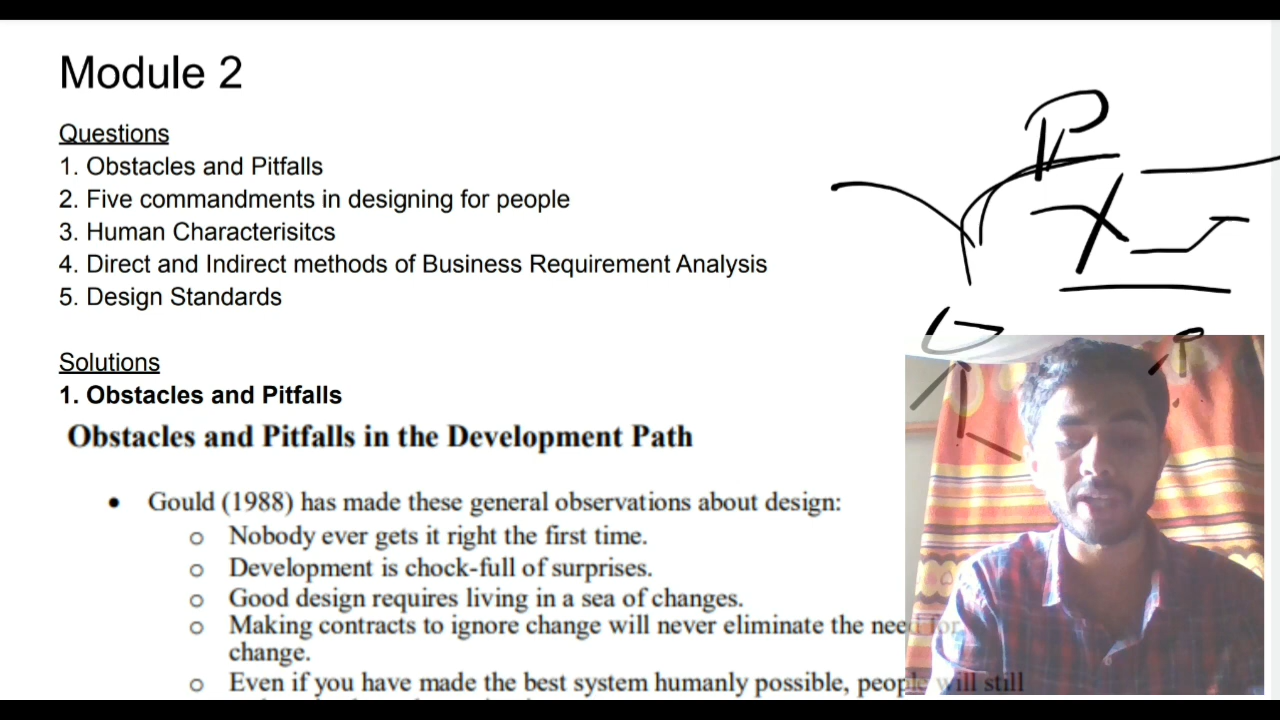 Module 2
Questions
1. Obstacles and Pitfalls
2. Five commandments in designing for people
3. Human Characterisitcs
4. Direct and Indirect methods of Business Requirement Analysis
5. Design Standards
Solutions
1. Obstacles and Pitfalls
Obstacles and Pitfalls in the Development Path
• Gould (1988) has made these general observations about design:
o Nobody ever gets it right the first time.
o Development is chock-full of surprises.
o Good design requires living in a sea of changes.
o Making contracts to ignore change will never eliminate the need for
change.
o Even if you have made the best system humanly possible, people will still